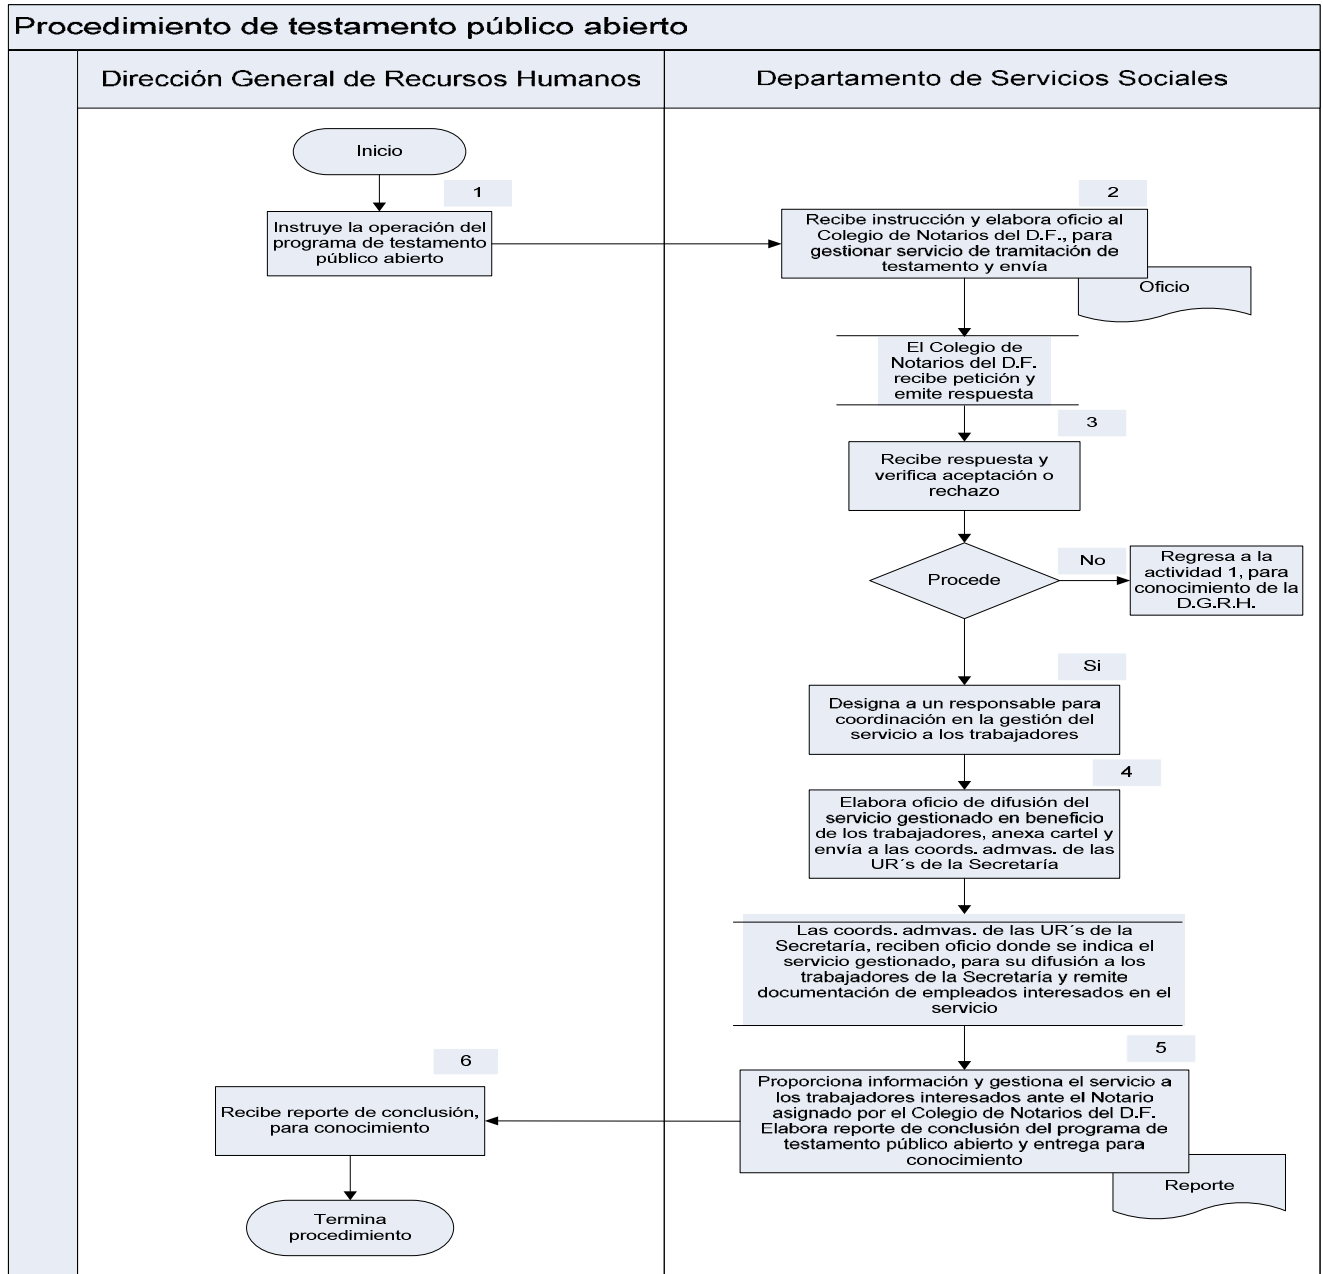 Procedimiento de testamento público abierto
Dirección General de Recursos Humanos
Departamento de Servicios Sociales
Inicio
1
Instruye la operación del
programa de testamento
público abierto
2
Recibe instrucción y elabora oficio al
Colegio de Notarios del D.F., para
gestionar servicio de tramitación de
testamento y envía
Oficio
El Colegio de
Notarios del D.F.
recibe petición y
emite respuesta
3
Recibe respuesta y
verifica aceptación o
rechazo
Procede
No
Regresa a la
actividad 1, para
conocimiento de la
D.G.R.H.
Si
Designa a un responsable para
coordinación en la gestión del
servicio a los trabajadores
4
Elabora oficio de difusión del
servicio gestionado en beneficio
de los trabajadores, anexa cartel y
envía a las coords. admvas. de las
UR´s de la Secretaría
Las coords. admvas. de las UR´s de la
Secretaría, reciben oficio donde se indica el
servicio gestionado, para su difusión a los
trabajadores de la Secretaría y remite
documentación de empleados interesados en el
servicio
5
Proporciona información y gestiona el servicio a
los trabajadores interesados ante el Notario
asignado por el Colegio de Notarios del D.F.
Elabora reporte de conclusión del programa de
testamento público abierto y entrega para
conocimiento
Reporte
6
Recibe reporte de conclusión,
para conocimiento
Termina
procedimiento